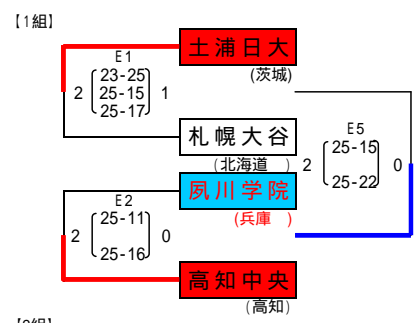 【1組】
土浦日大
(茨城)
E1
23-25
2 25-15 1
25-17
札幌大谷
(北海道 )
E5
25-15
2 0
25-22
夙川学院
(兵庫 )
E2
25-11
2 0
25-16
高知中央
(高知)